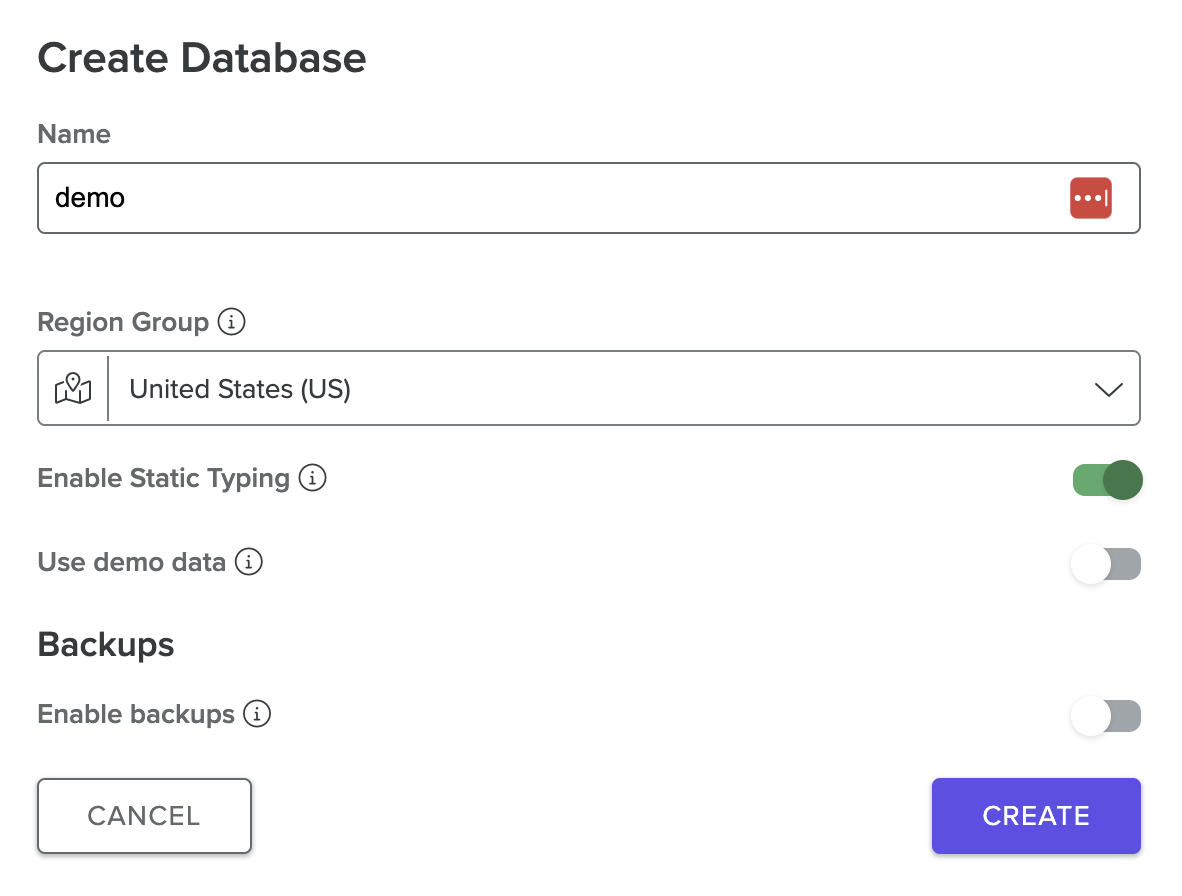 Create Database
Name
demo
Region Group
United States (US)
Enable Static Typing
Use demo data
Backups
Enable backups
CANCEL
CREATE